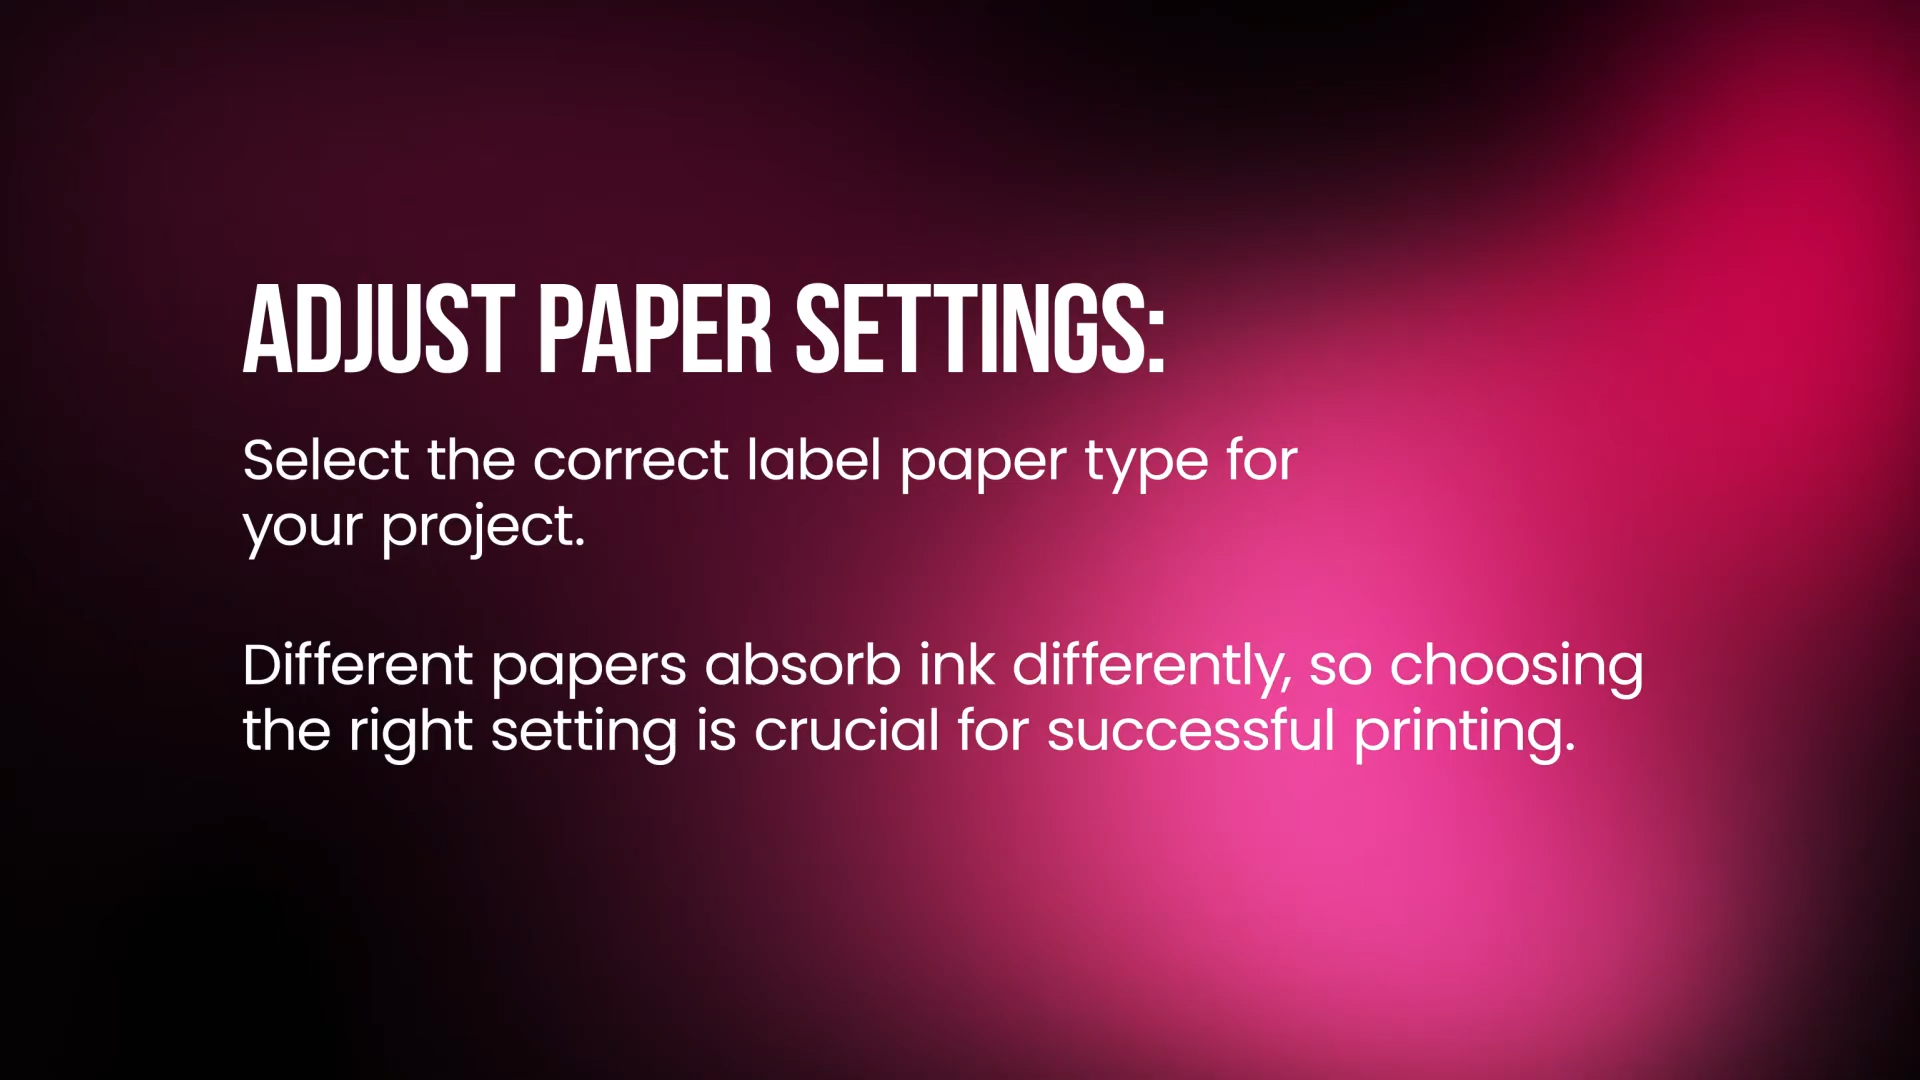 ADJUST PAPER SETTINGS:
Select the correct label paper type for
your project.
Different papers absorb ink differently, so choosing
the right setting is crucial for successful printing.